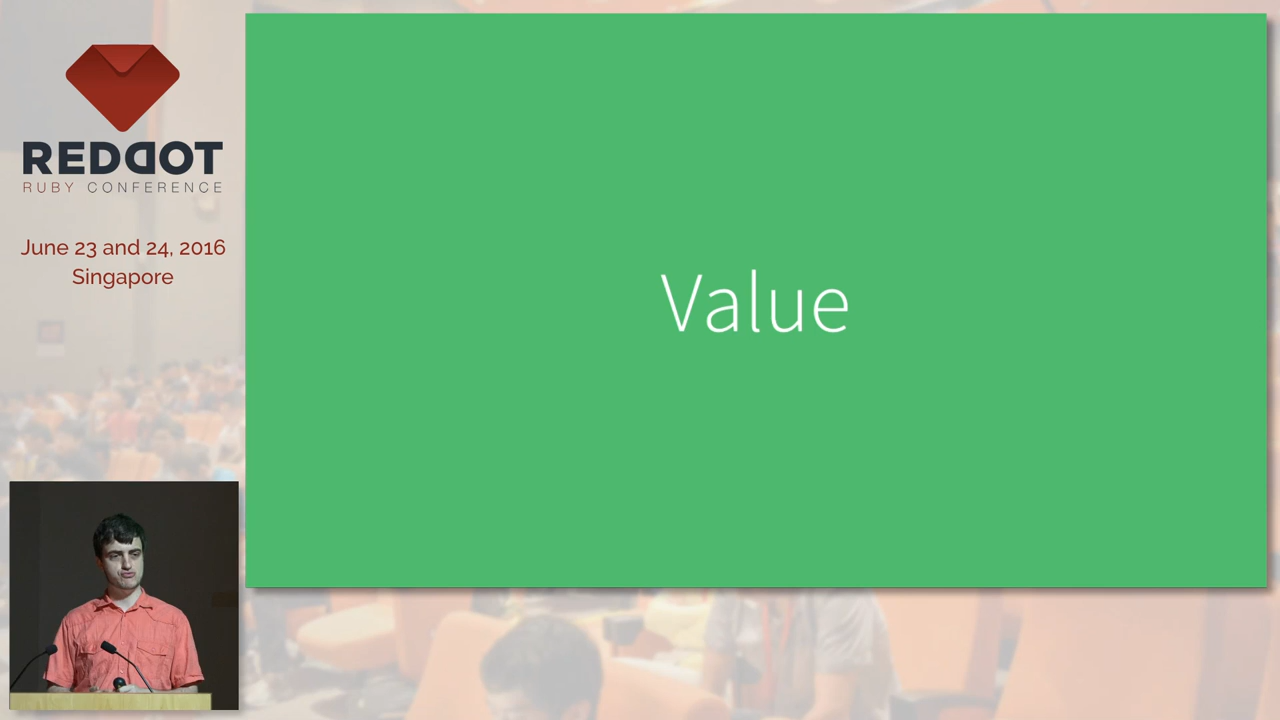 REDDOT
RUBY CONFERENCE
June 23 and 24, 2016
Singapore
Value